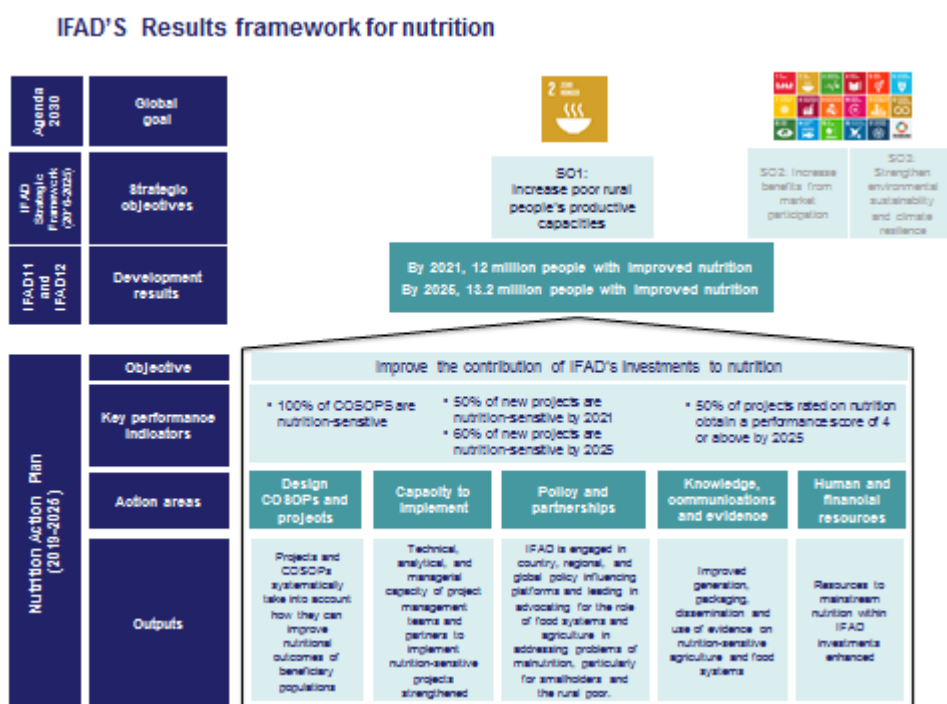 IFAD'S Results framework for nutrition
Agenda
2030
Global
goal
2 ZERO
HUNGER
IFAD
Strategic
Framework
(2016-2025)
Strategic
objectives
SO1:
Increase poor rural
people's productive
capacities
SO2: Increase
benefits from
market
participation
SO3:
Strengthen
environmental
sustainability
and climate
resilience
IFAD11
and
IFAD12
Development
results
By 2021, 12 million people with improved nutrition
By 2025, 13.2 million people with improved nutrition
Nutrition Action Plan
(2019-2025)
Objective
Improve the contribution of IFAD's investments to nutrition
Key performance
indicators
• 100% of COSOPS are
nutrition-sensitive
• 50% of new projects are
nutrition-sensitive by 2021
• 60% of new projects are
nutrition-sensitive by 2025
• 50% of projects rated on nutrition
obtain a performance score of 4
or above by 2025
Action areas
Design
COSOPs and
projects
Capacity to
implement
Policy and
partnerships
Knowledge,
communications
and evidence
Human and
financial
resources
Outputs
Projects and
COSOPs
systematically
take into account
how they can
improve
nutritional
outcomes of
beneficiary
populations
Technical,
analytical, and
managerial
capacity of project
management
teams and
partners to
implement
nutrition-sensitive
projects
strengthened
IFAD is engaged in
country, regional, and
global policy influencing
platforms and leading in
advocating for the role
of food systems and
agriculture in
addressing problems of
malnutrition, particularly
for smallholders and
the rural poor.
Improved
generation,
packaging,
dissemination and
use of evidence on
nutrition-sensitive
agriculture and food
systems
Resources to
mainstream
nutrition within
IFAD
investments
enhanced